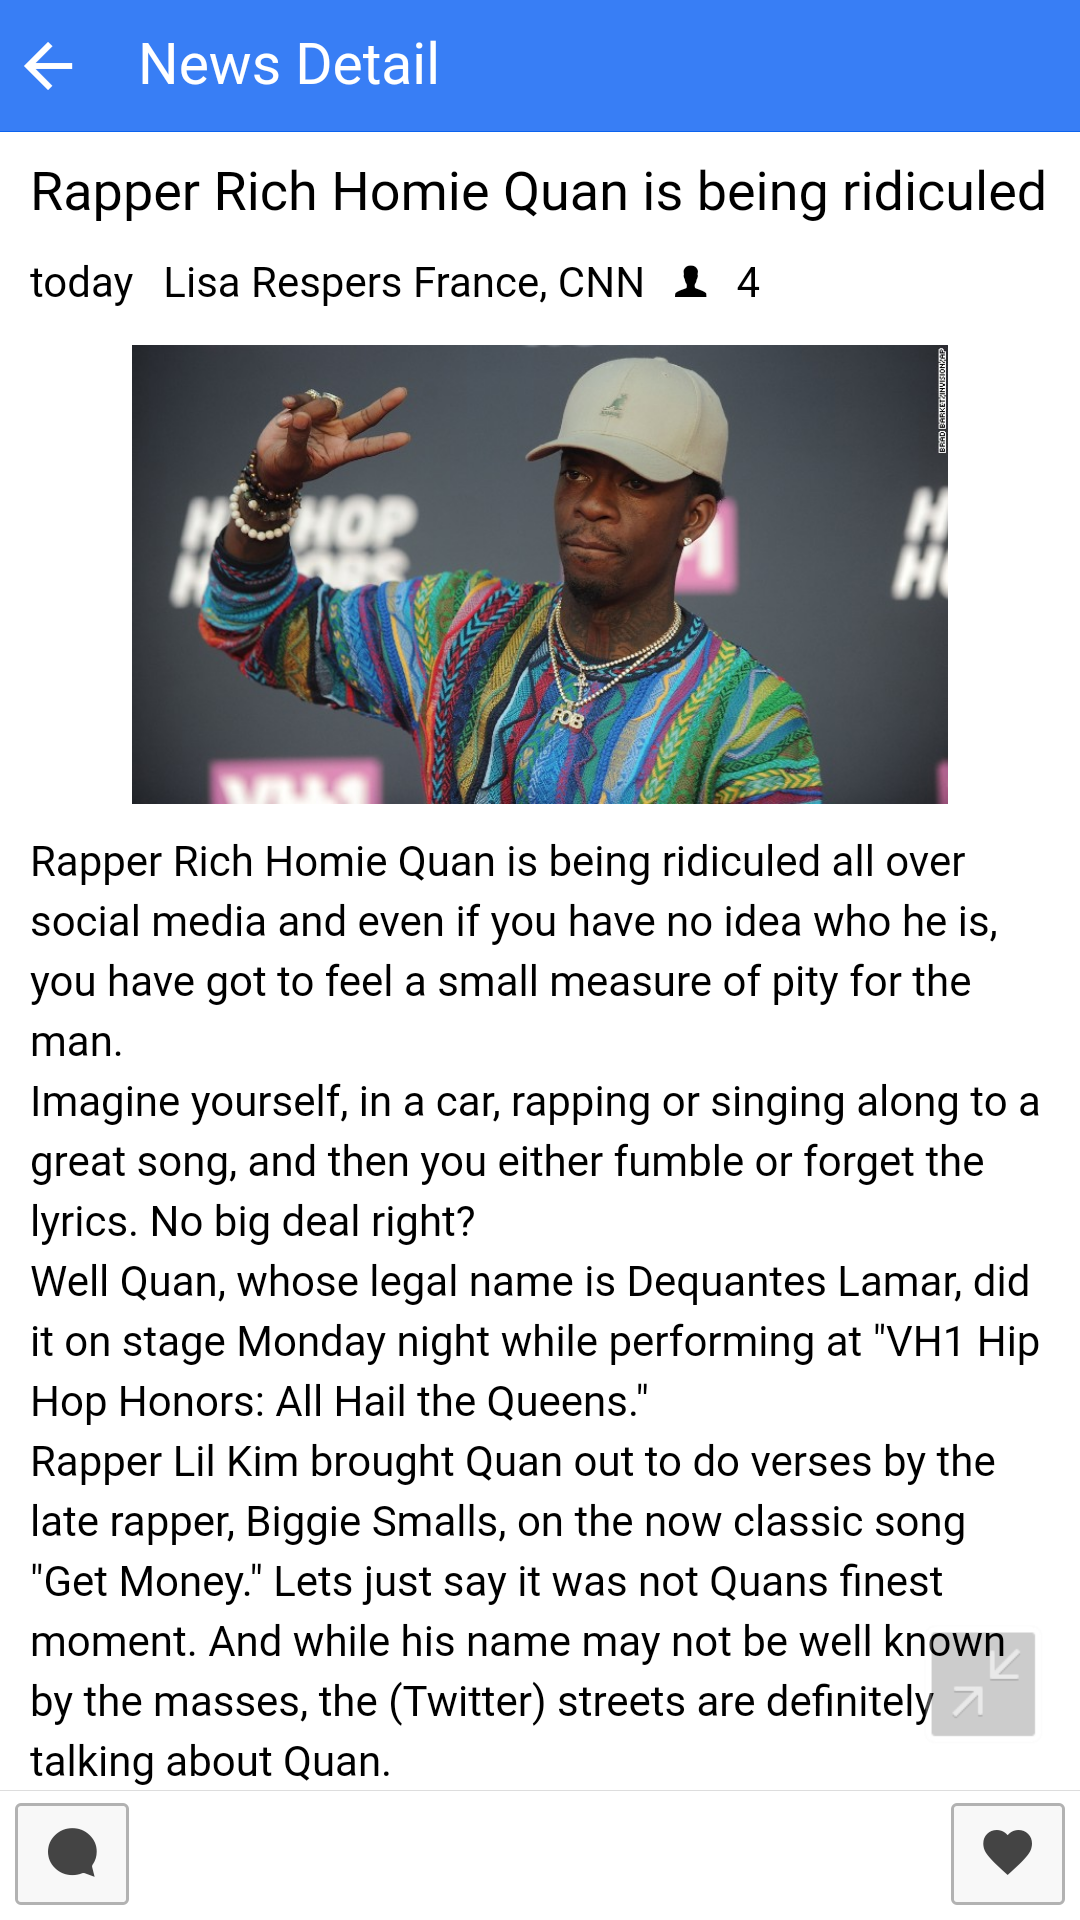 News Detail
Rapper Rich Homie Quan is being ridiculed
today Lisa Respers France, CNN 4
BRAD BARKET/INVISION/AP
HIP HOP
HONORS
VH1
POB
Rapper Rich Homie Quan is being ridiculed all over
social media and even if you have no idea who he is,
you have got to feel a small measure of pity for the
man.
Imagine yourself, in a car, rapping or singing along to a
great song, and then you either fumble or forget the
lyrics. No big deal right?
Well Quan, whose legal name is Dequantes Lamar, did
it on stage Monday night while performing at "VH1 Hip
Hop Honors: All Hail the Queens."
Rapper Lil Kim brought Quan out to do verses by the
late rapper, Biggie Smalls, on the now classic song
"Get Money." Lets just say it was not Quans finest
moment. And while his name may not be well known
by the masses, the (Twitter) streets are definitely
talking about Quan.